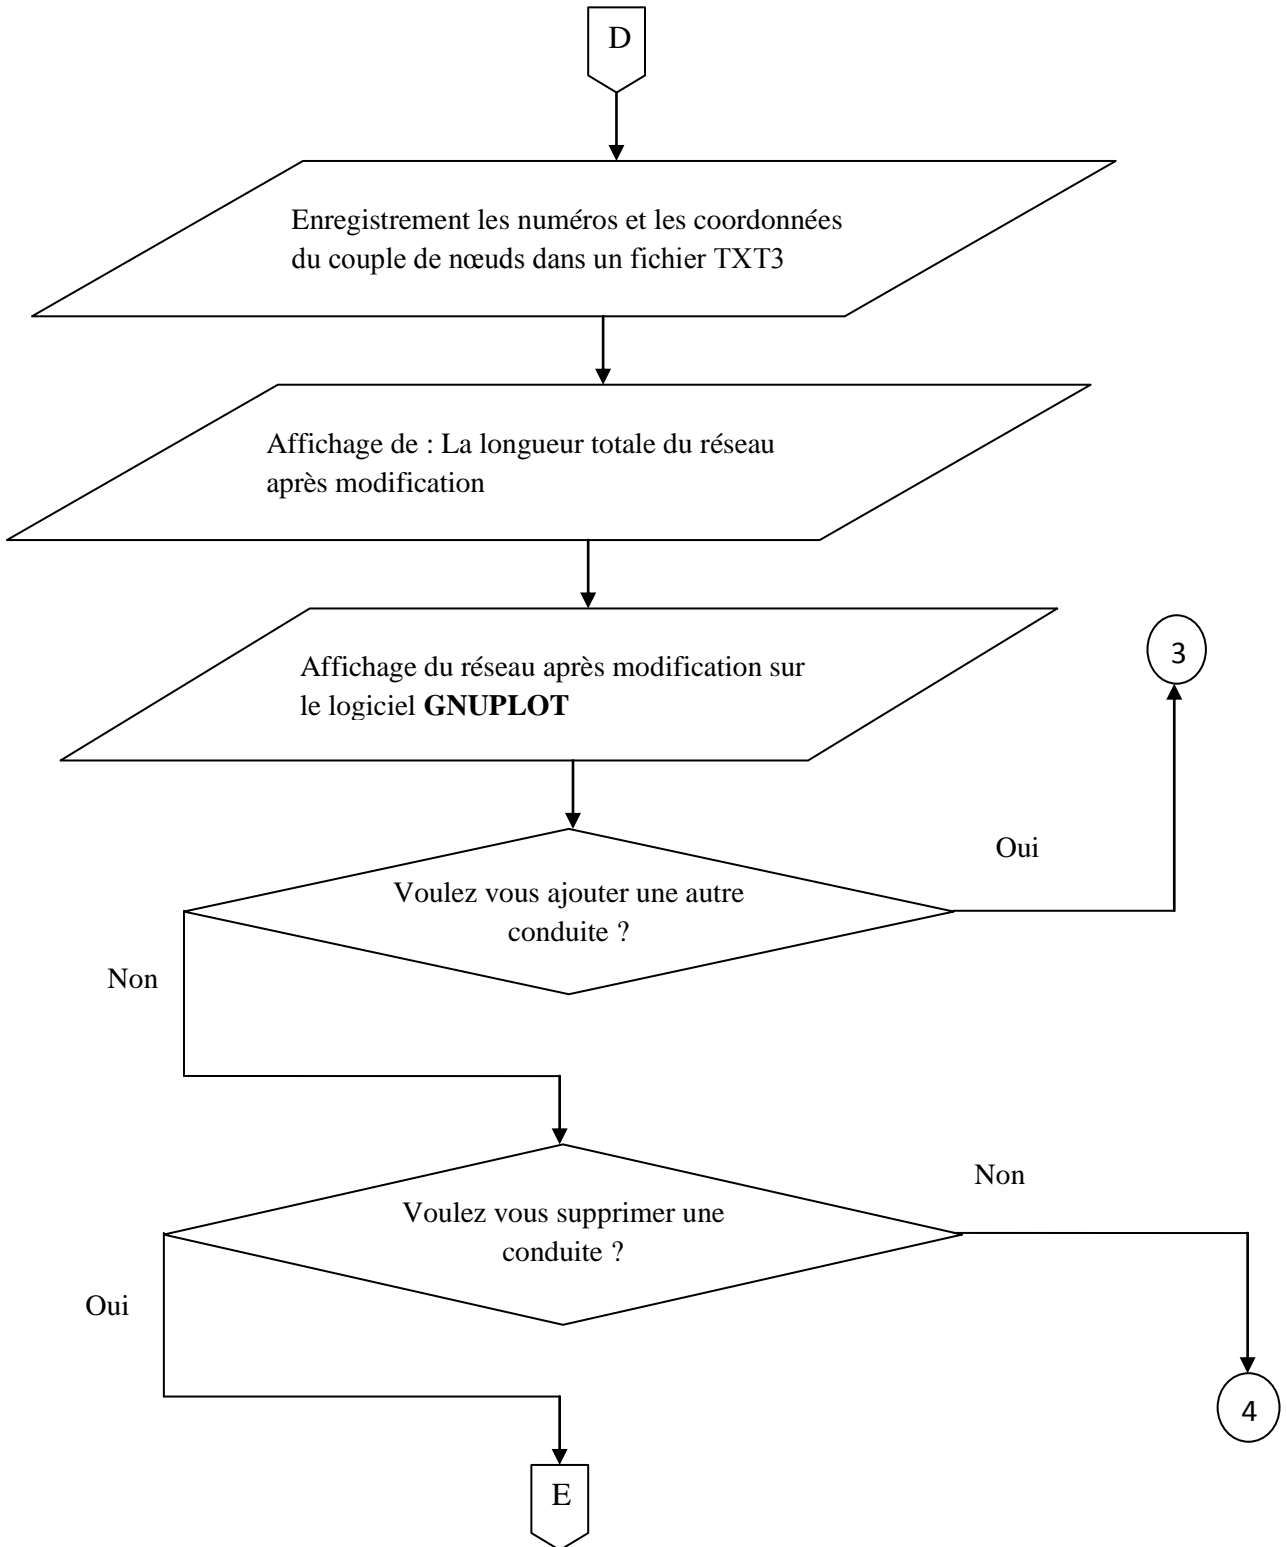 D
Enregistrement les numéros et les coordonnées
du couple de nœuds dans un fichier TXT3
Affichage de : La longueur totale du réseau
après modification
Affichage du réseau après modification sur
le logiciel GNUPLOT
3
Oui
Voulez vous ajouter une autre
conduite ?
Non
Non
Voulez vous supprimer une
conduite ?
Oui
4
E